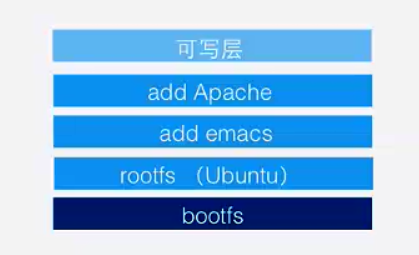 可写层
add Apache
add emacs
rootfs （Ubuntu）
bootfs